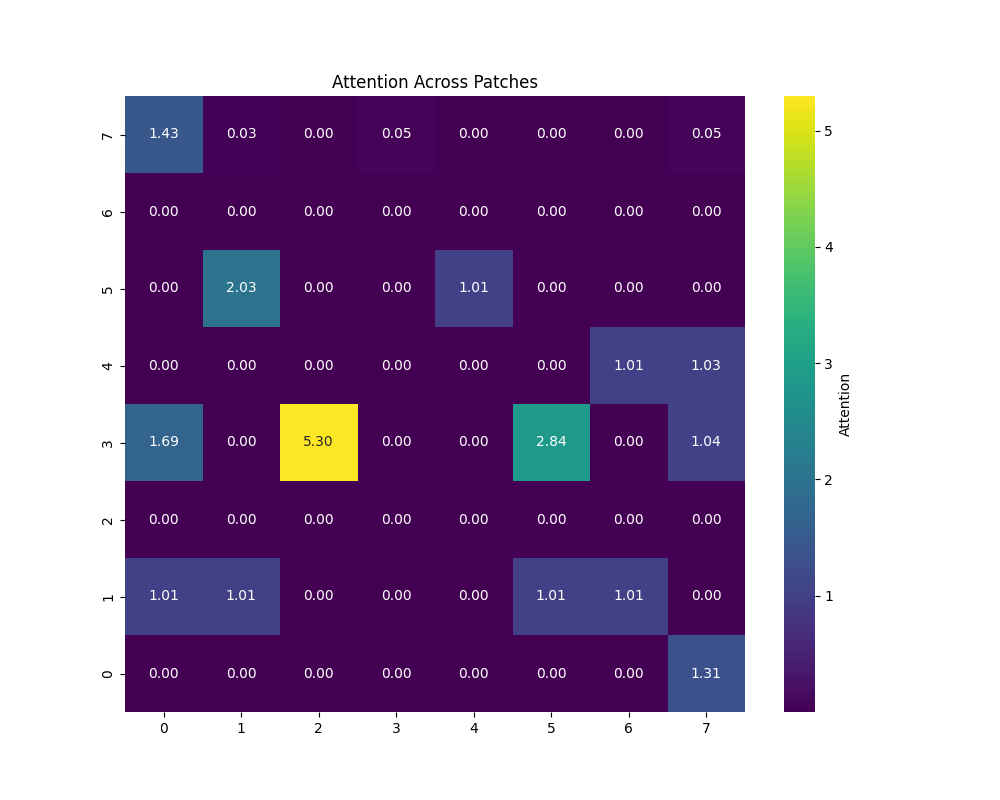 Attention Across Patches
7 1.43 0.03 0.00 0.05 0.00 0.00 0.00 0.05
6 0.00 0.00 0.00 0.00 0.00 0.00 0.00 0.00
5 0.00 2.03 0.00 0.00 1.01 0.00 0.00 0.00
4 0.00 0.00 0.00 0.00 0.00 0.00 1.01 1.03
3 1.69 0.00 5.30 0.00 0.00 2.84 0.00 1.04
2 0.00 0.00 0.00 0.00 0.00 0.00 0.00 0.00
1 1.01 1.01 0.00 0.00 0.00 1.01 1.01 0.00
0 0.00 0.00 0.00 0.00 0.00 0.00 0.00 1.31
0 1 2 3 4 5 6 7
5
4
3
2
1
Attention